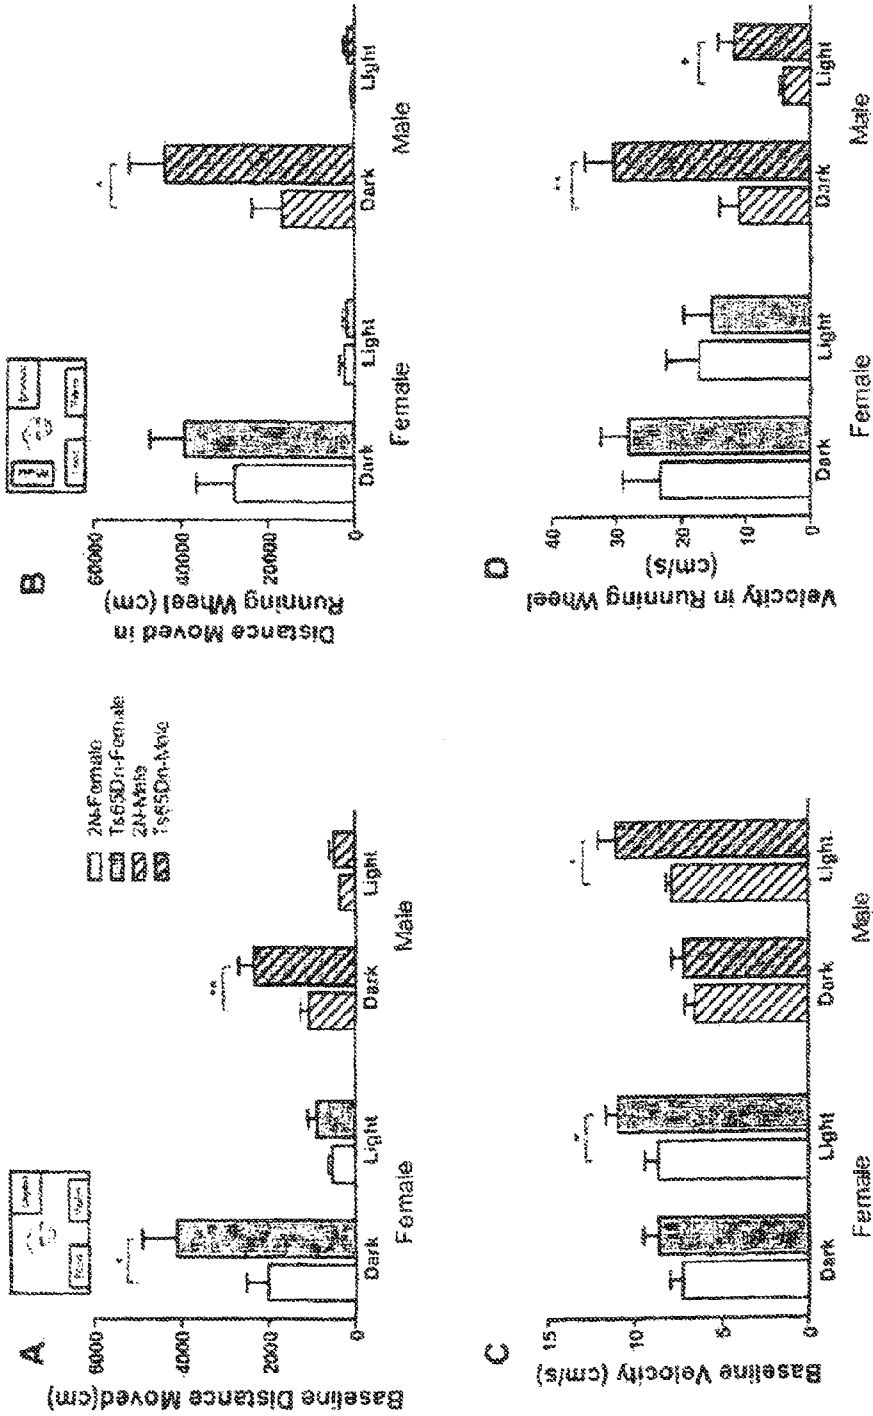 A
Baseline Distance Moved(cm)
6000
4000
2000
0
Dark
Light
Dark
Light
Female
Male
2N-Female
Ts65Dn-Female
2N-Male
Ts65Dn-Male
B
Distance Moved in
Running Wheel (cm)
60000
40000
20000
0
Dark
Light
Dark
Light
Female
Male
*
**
*
C
Baseline Velocity (cm/s)
15
10
5
0
Dark
Light
Dark
Light
Female
Male
*
*
D
Velocity in Running Wheel
(cm/s)
40
30
20
10
0
Dark
Light
Dark
Light
Female
Male
**
*